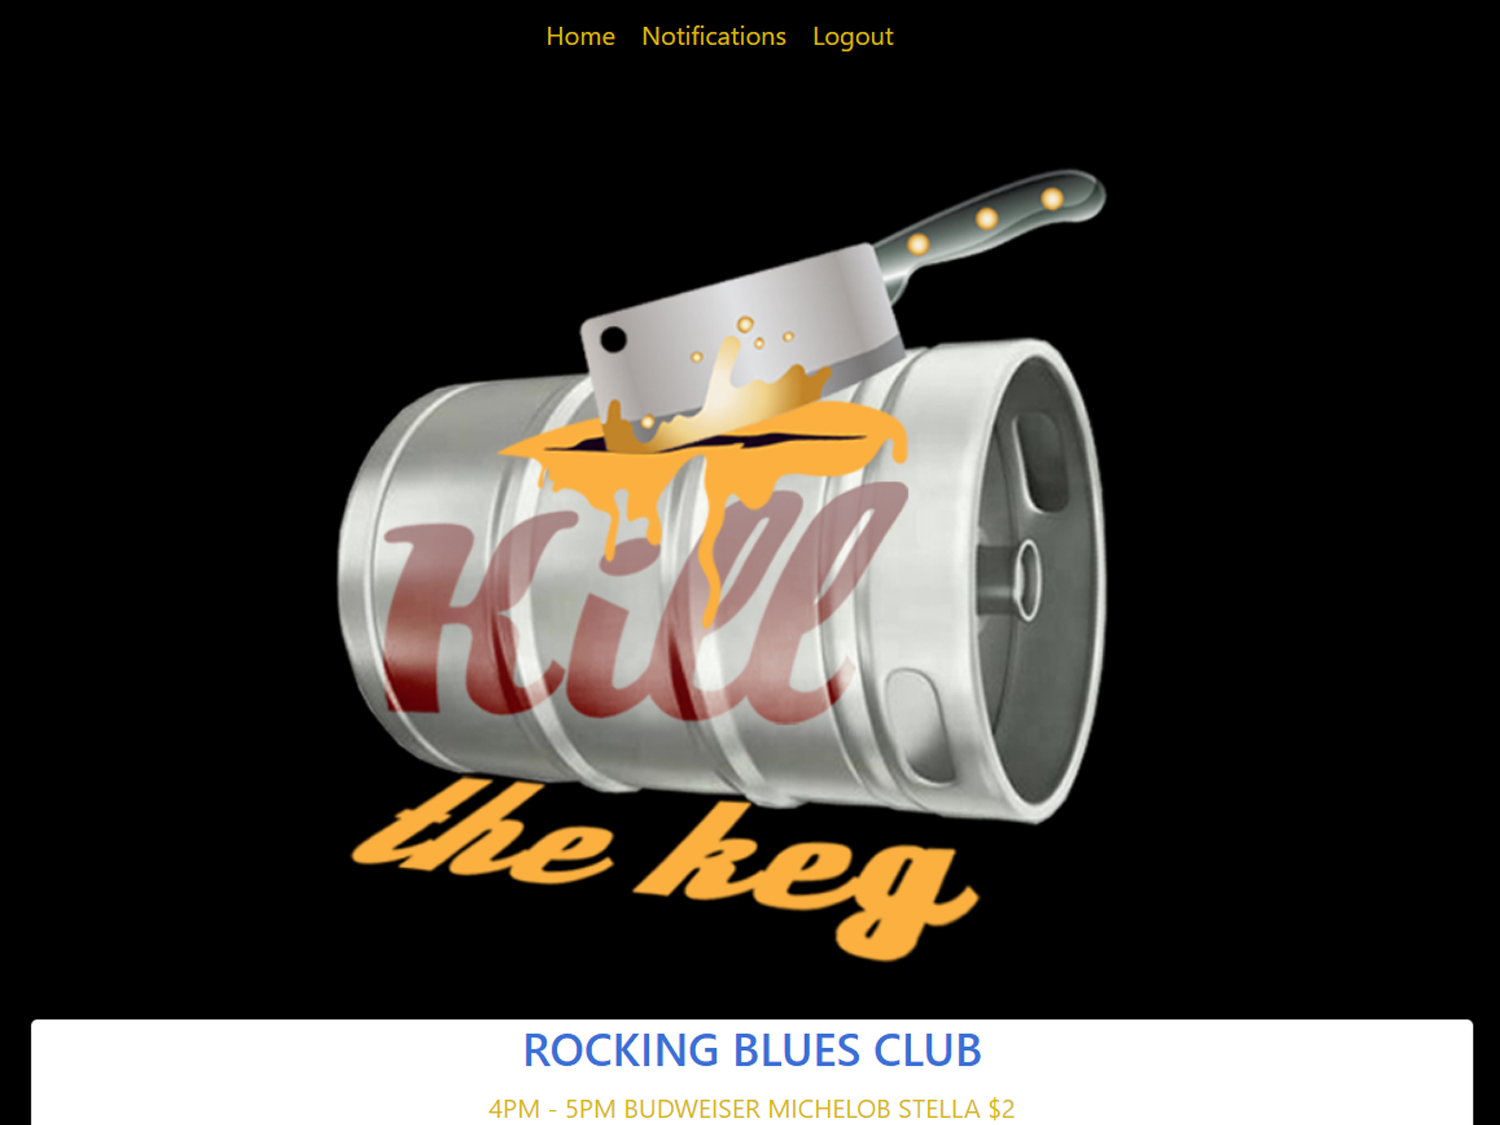 Home Notifications Logout
Kill
the keg
ROCKING BLUES CLUB
4PM - 5PM BUDWEISER MICHELOB STELLA $2